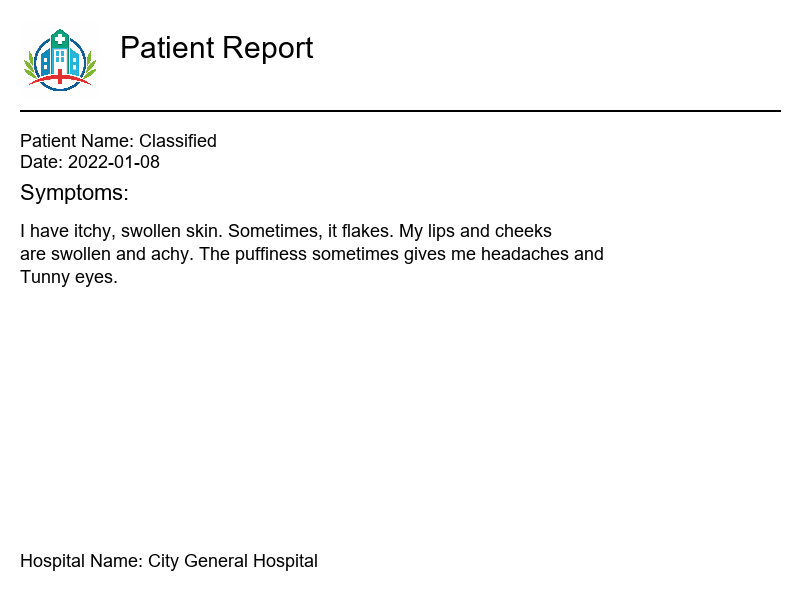 Patient Report
Patient Name: Classified
Date: 2022-01-08
Symptoms:
I have itchy, swollen skin. Sometimes, it flakes. My lips and cheeks
are swollen and achy. The puffiness sometimes gives me headaches and
Tunny eyes.
Hospital Name: City General Hospital